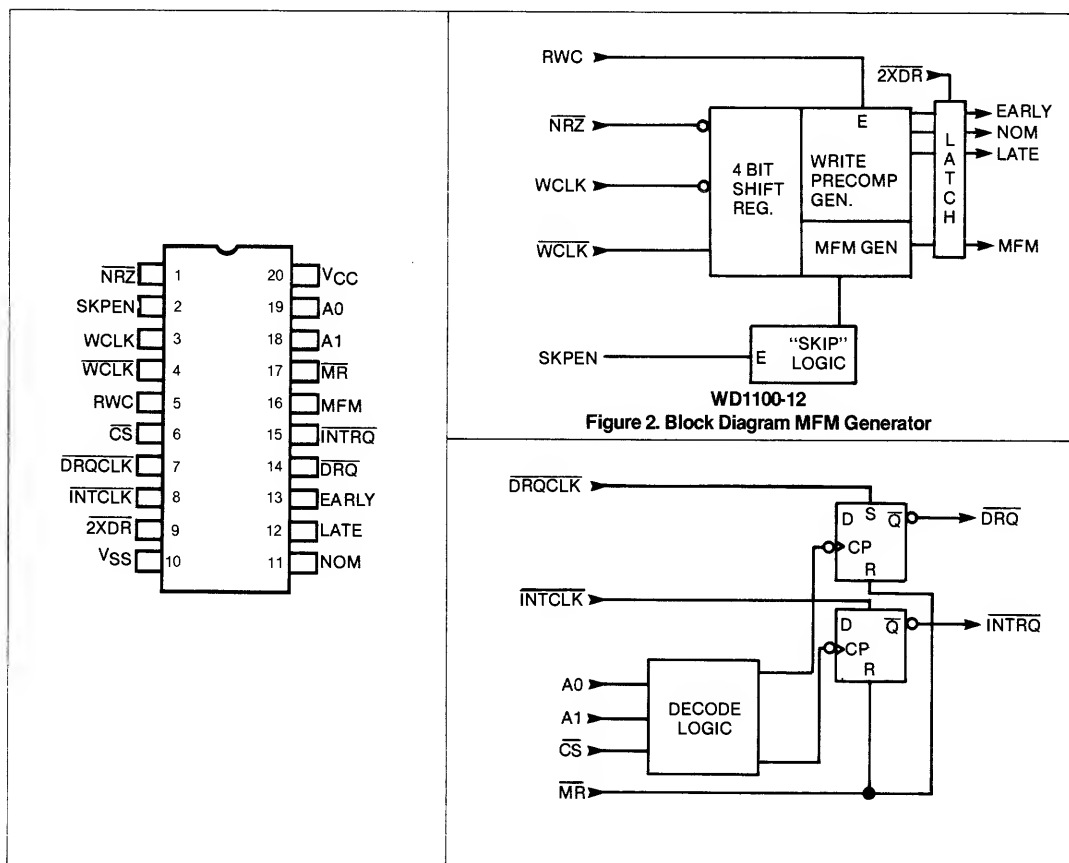 NRZ 1 20 VCC
SKPEN 2 19 A0
WCLK 3 18 A1
WCLK 4 17 MR
RWC 5 16 MFM
CS 6 15 INTRQ
DRQCLK 7 14 DRQ
INTCLK 8 13 EARLY
2XDR 9 12 LATE
VSS 10 11 NOM
RWC
2XDR
NRZ
WCLK
WCLK
4 BIT
SHIFT
REG.
E
WRITE
PRECOMP
GEN.
MFM GEN
LATCH
EARLY
NOM
LATE
MFM
SKPEN
E "SKIP"
LOGIC
WD1100-12
Figure 2. Block Diagram MFM Generator
DRQCLK
D S Q
CP
R
DRQ
INTCLK
D Q
CP
R
INTRQ
A0
A1
CS
MR
DECODE
LOGIC